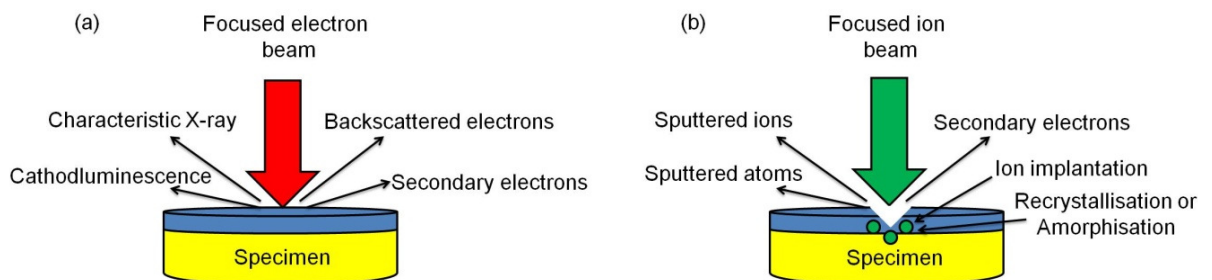 (a)
Focused electron
beam
Characteristic X-ray
Backscattered electrons
Cathodluminescence
Secondary electrons
Specimen
(b)
Focused ion
beam
Sputtered ions
Secondary electrons
Sputtered atoms
Ion implantation
Recrystallisation or
Amorphisation
Specimen